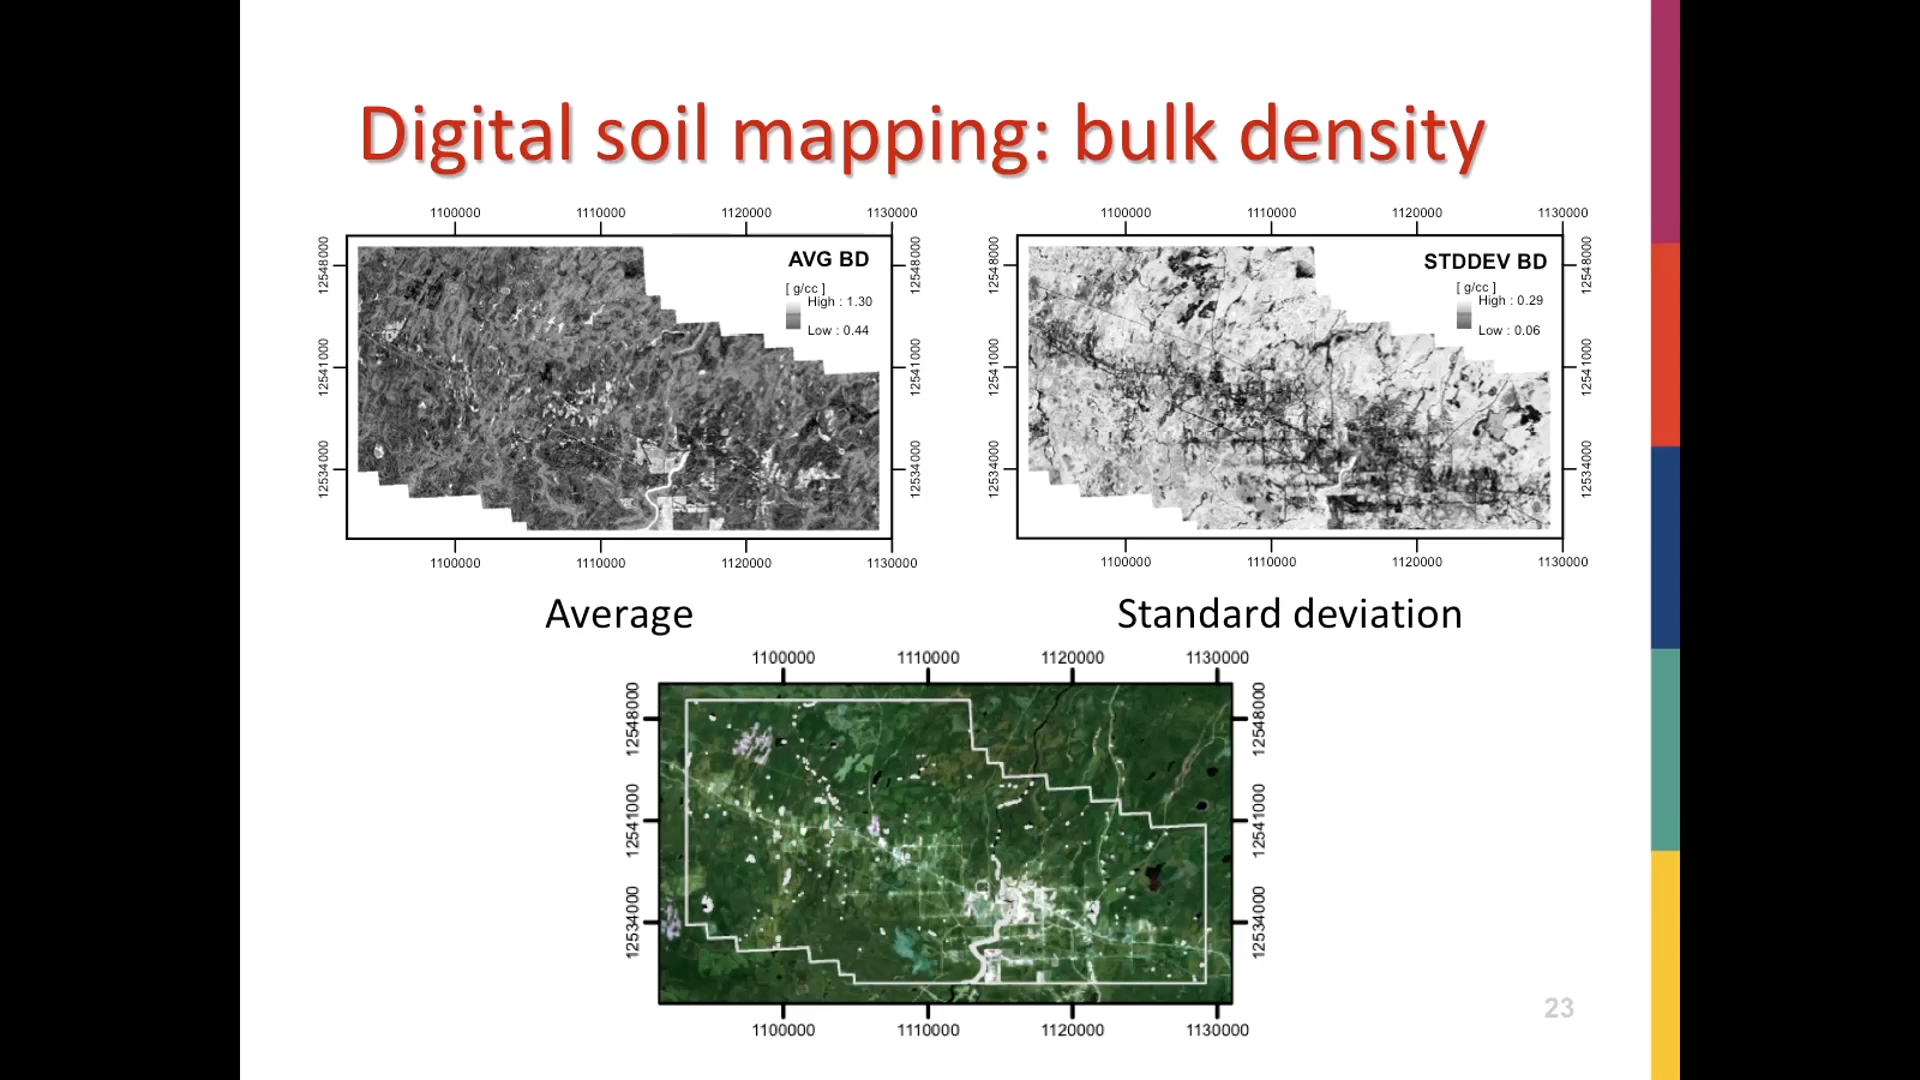 Digital soil mapping: bulk density
1100000 1110000 1120000 1130000
12548000 12541000 12534000
AVG BD
[ g/cc ]
High : 1.30
Low : 0.44
12548000 12541000 12534000
1100000 1110000 1120000 1130000
Average
1100000 1110000 1120000 1130000
12548000 12541000 12534000
STDDEV BD
[ g/cc ]
High : 0.29
Low : 0.06
12548000 12541000 12534000
1100000 1110000 1120000 1130000
Standard deviation
1100000 1110000 1120000 1130000
12548000 12541000 12534000
12548000 12541000 12534000
1100000 1110000 1120000 1130000
23